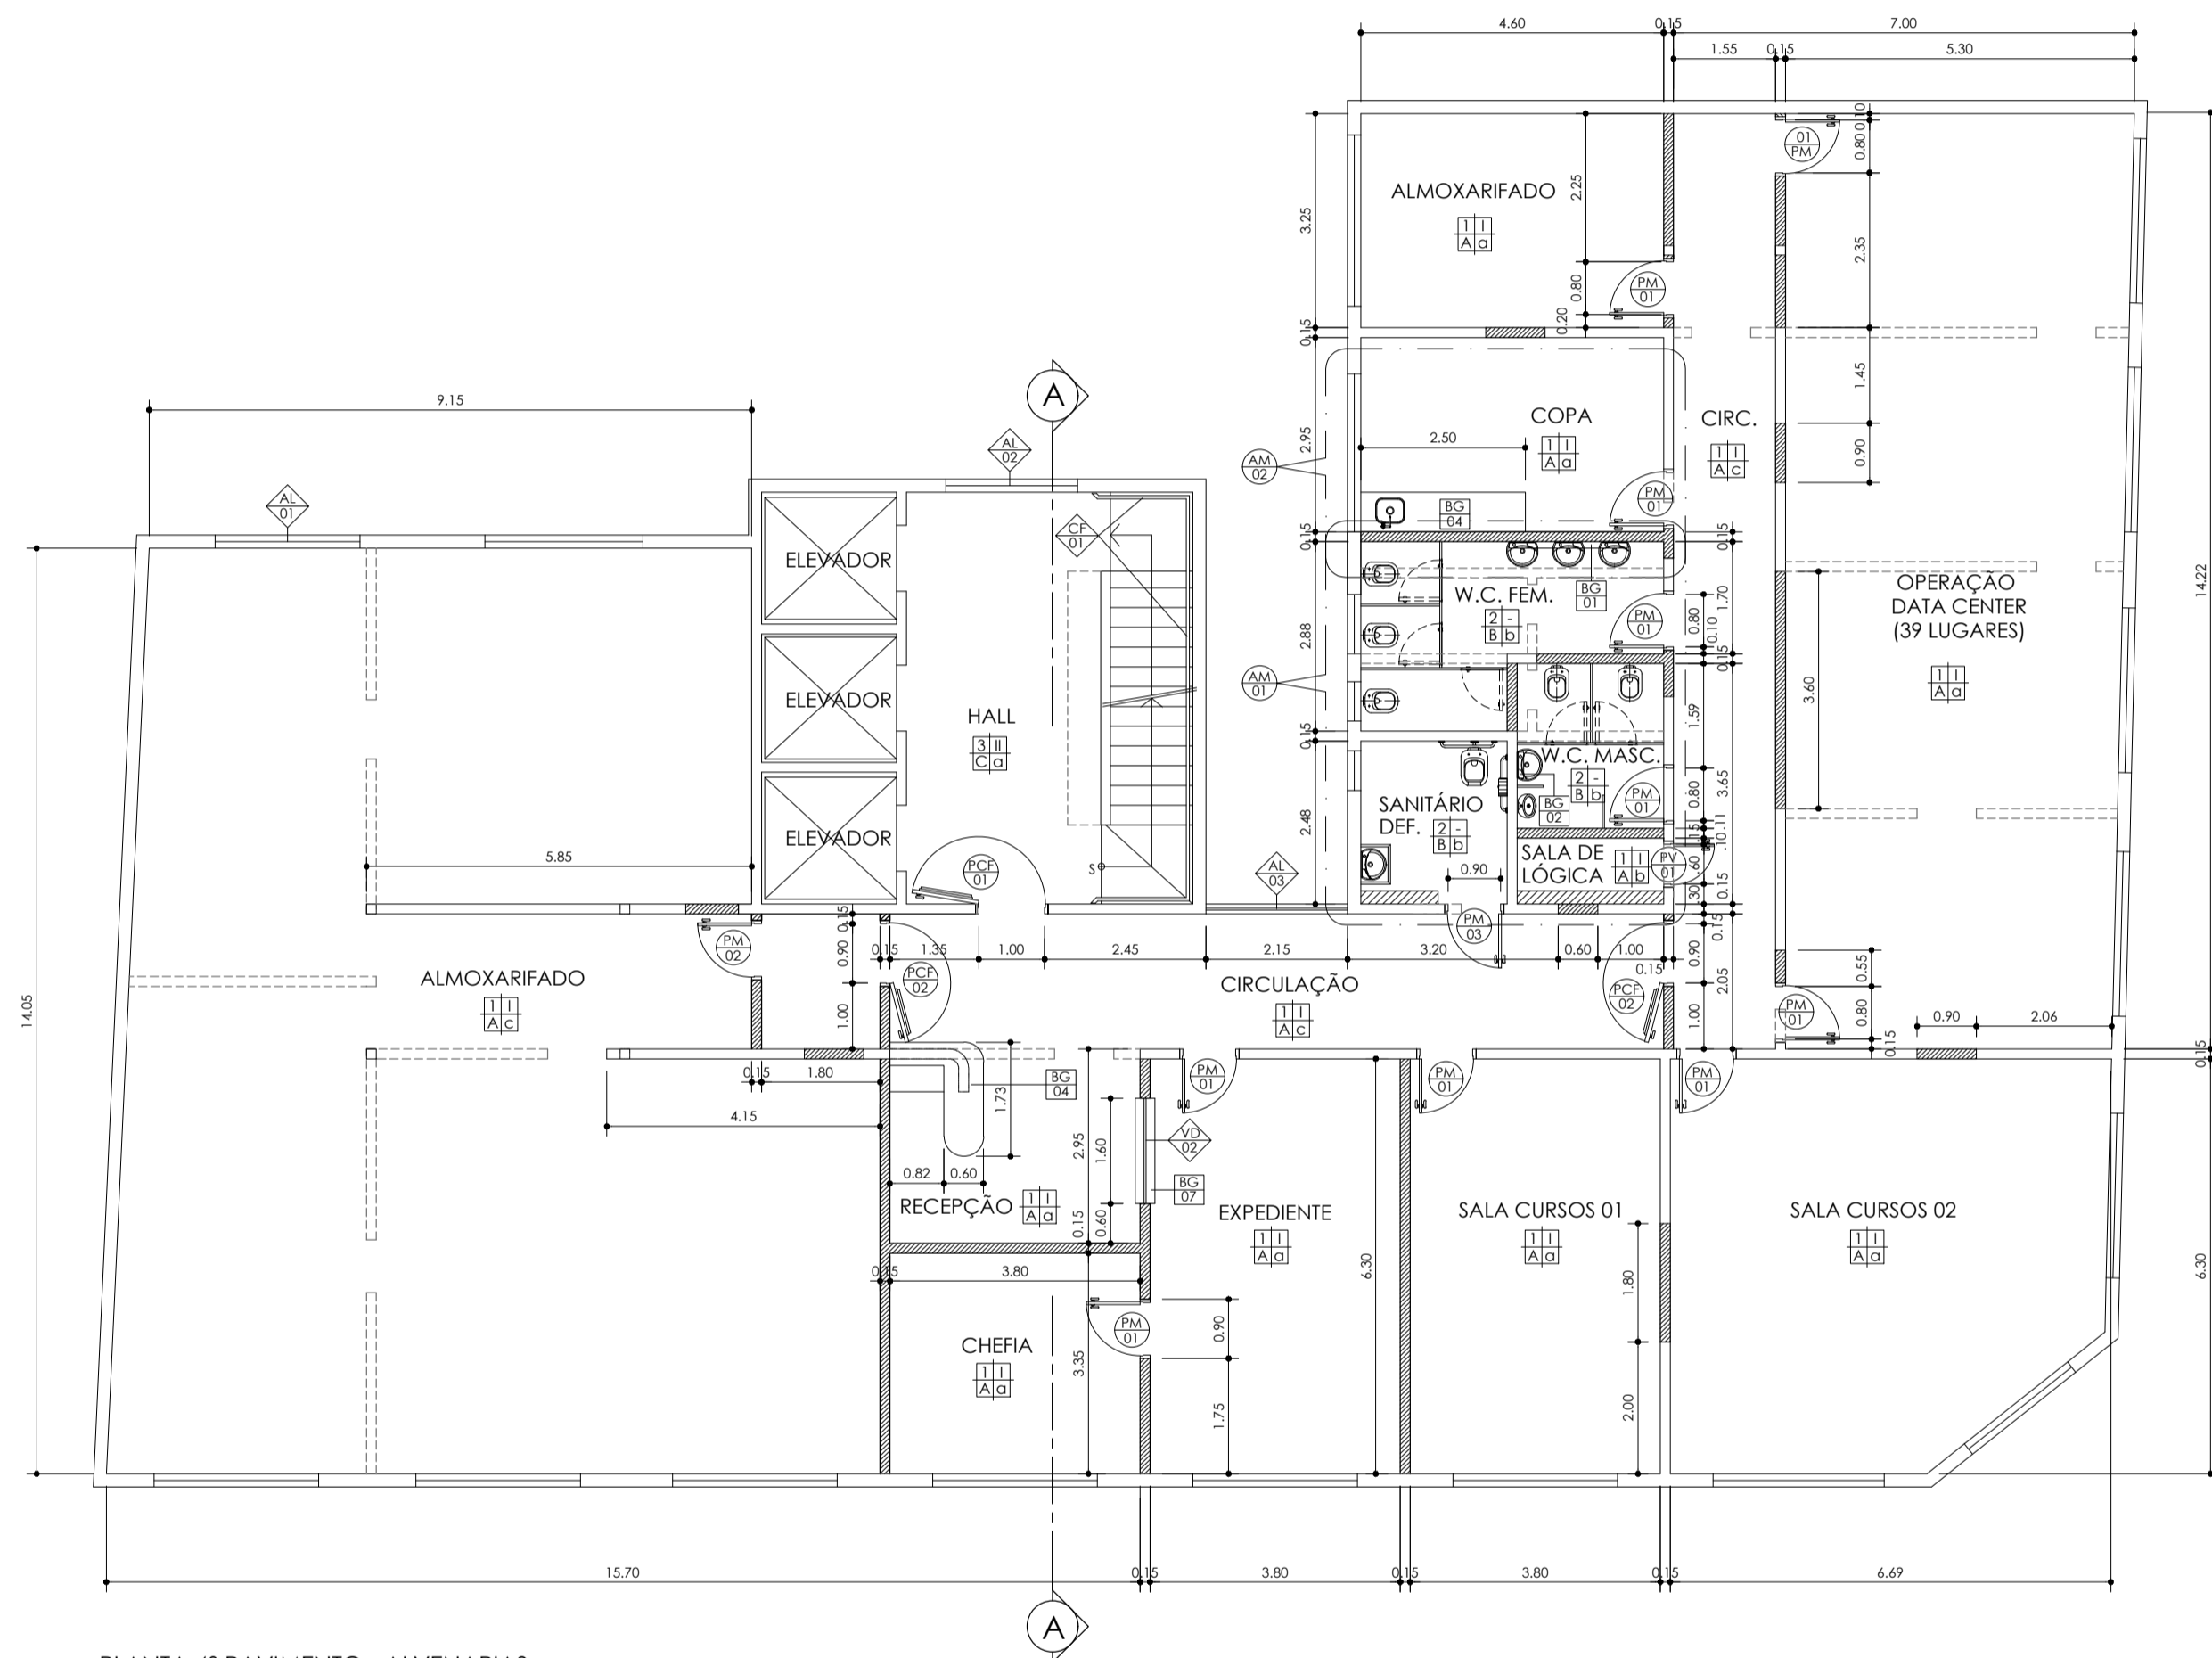 4.60 0.15 7.00
1.55 0.15 5.30
0.10
0.80
01
PM
ALMOXARIFADO
1 I
A a
2.25
3.25
2.35
PM
01
0.80
0.20
0.15
1.45
A
9.15
COPA
1 I
A a
CIRC.
1 I
A c
2.50
2.95
0.90
AL
02
AM
02
AL
01
PM
01
BG
04
CF
01
0.15
0.15
ELEVADOR
W.C. FEM.
2 -
B b
BG
01
PM
01
0.80
0.10
1.70
0.15
0.15
OPERAÇÃO
DATA CENTER
(39 LUGARES)
1 I
A a
14.22
2.88
AM
01
3.60
ELEVADOR
HALL
3 II
C a
1.59
0.15
W.C. MASC.
2 -
B b
PM
01
BG
02
0.80
3.65
SANITÁRIO
DEF.
2 -
B b
2.48
ELEVADOR
5.85
PCF
01
S
AL
03
0.90
SALA DE
LÓGICA
1 I
A b
PV
01
.11
.10
.15
.60
.30
0.15
0.15
PM
02
0.15
0.90
0.15 1.35 1.00 2.45 2.15 3.20 0.60 1.00
0.15
PM
03
PCF
02
PCF
02
0.15
0.90
2.05
0.55
ALMOXARIFADO
1 I
A c
CIRCULAÇÃO
1 I
A c
14.05
1.00
1.00
PM
01
0.80
0.15
0.90 2.06
0.15
0.15 1.80
4.15
BG
04
1.73
PM
01
PM
01
PM
01
2.95
1.60
VD
02
BG
07
0.82 0.60
RECEPÇÃO
1 I
A a
0.15
0.60
EXPEDIENTE
1 I
A a
SALA CURSOS 01
1 I
A a
SALA CURSOS 02
1 I
A a
6.30
6.30
0.15 3.80
1.80
PM
01
0.90
CHEFIA
1 I
A a
3.35
1.75
2.00
15.70 0.15 3.80 0.15 3.80 0.15 6.69
A